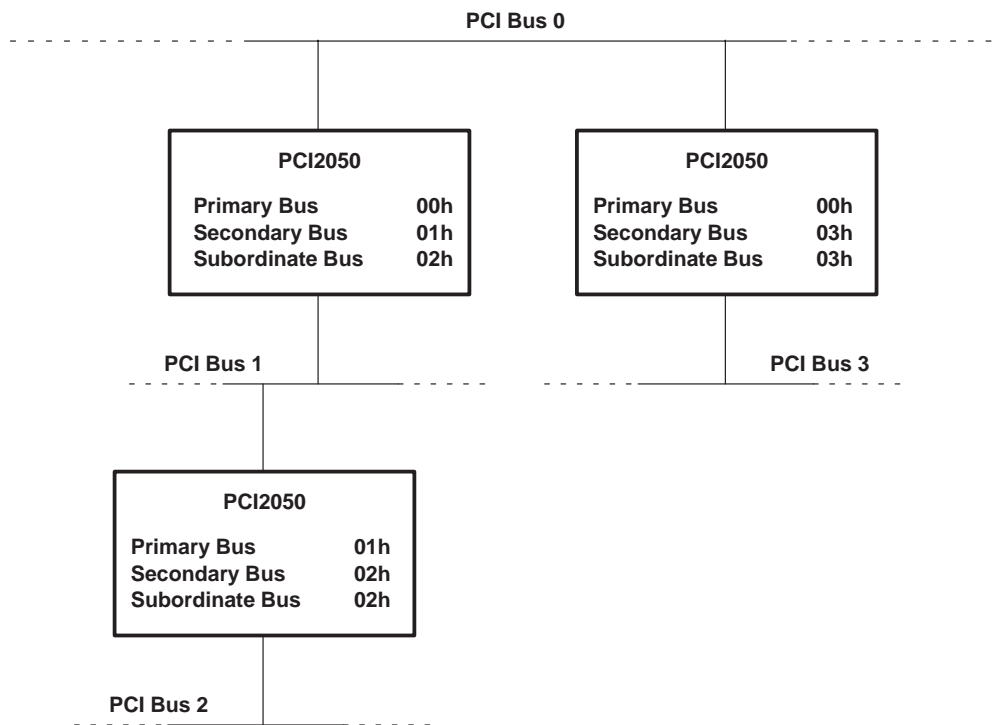 PCI Bus 0
PCI2050
Primary Bus 00h
Secondary Bus 01h
Subordinate Bus 02h
PCI2050
Primary Bus 00h
Secondary Bus 03h
Subordinate Bus 03h
PCI Bus 1
PCI Bus 3
PCI2050
Primary Bus 01h
Secondary Bus 02h
Subordinate Bus 02h
PCI Bus 2